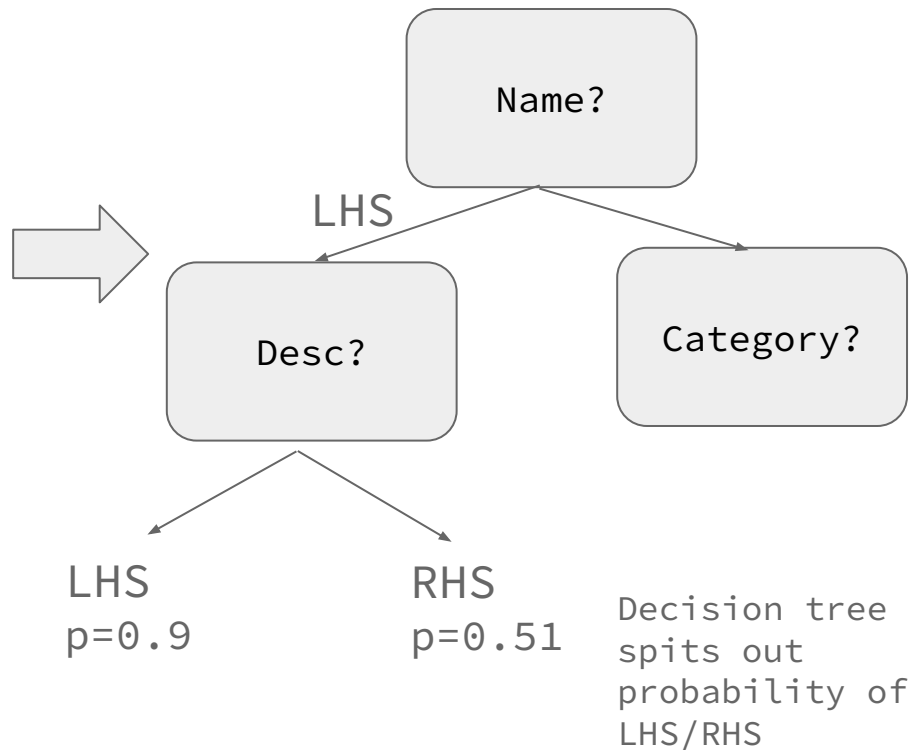 Name?
LHS
Desc?
Category?
LHS
p=0.9
RHS
p=0.51
Decision tree
spits out
probability of
LHS/RHS